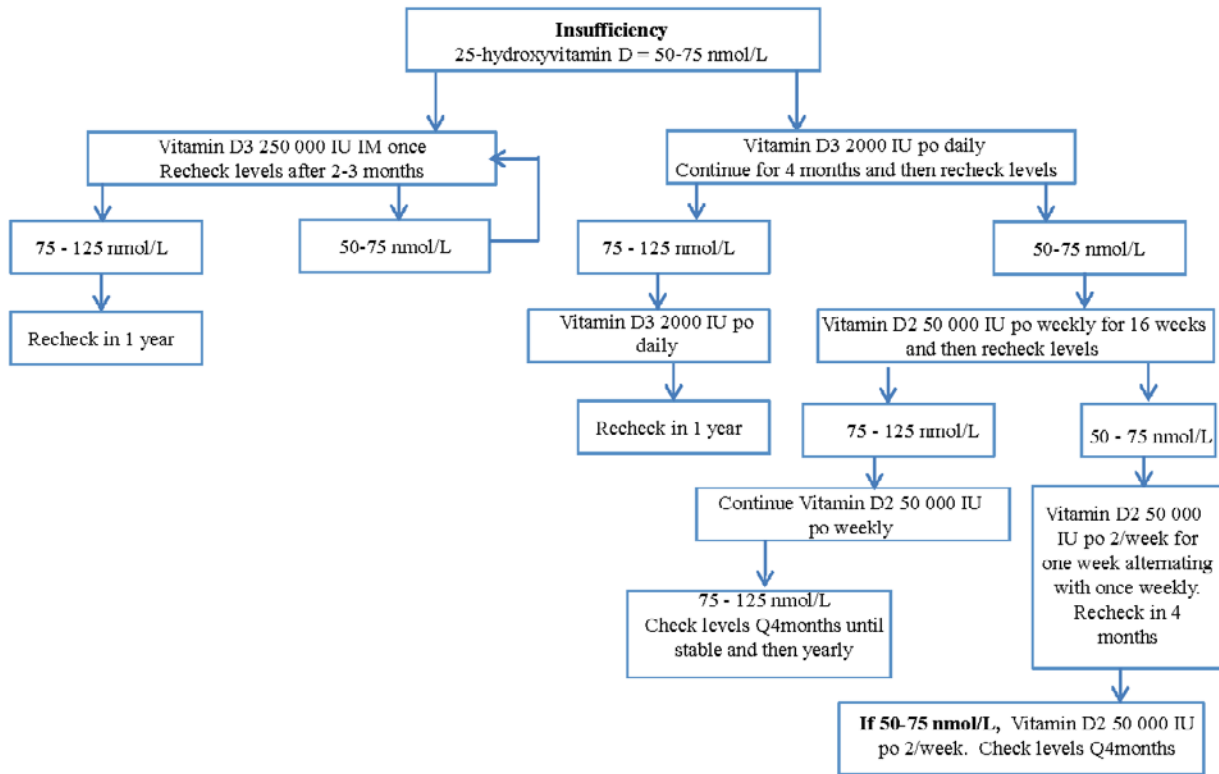 Insufficiency
25-hydroxyvitamin D = 50-75 nmol/L
Vitamin D3 250 000 IU IM once
Recheck levels after 2-3 months
Vitamin D3 2000 IU po daily
Continue for 4 months and then recheck levels
75 - 125 nmol/L
50-75 nmol/L
75 - 125 nmol/L
50-75 nmol/L
Recheck in 1 year
Vitamin D3 2000 IU po
daily
Vitamin D2 50 000 IU po weekly for 16 weeks
and then recheck levels
Recheck in 1 year
75 - 125 nmol/L
50 - 75 nmol/L
Continue Vitamin D2 50 000 IU
po weekly
Vitamin D2 50 000
IU po 2/week for
one week alternating
with once weekly.
Recheck in 4
months
75 - 125 nmol/L
Check levels Q4months until
stable and then yearly
If 50-75 nmol/L, Vitamin D2 50 000 IU
po 2/week. Check levels Q4months